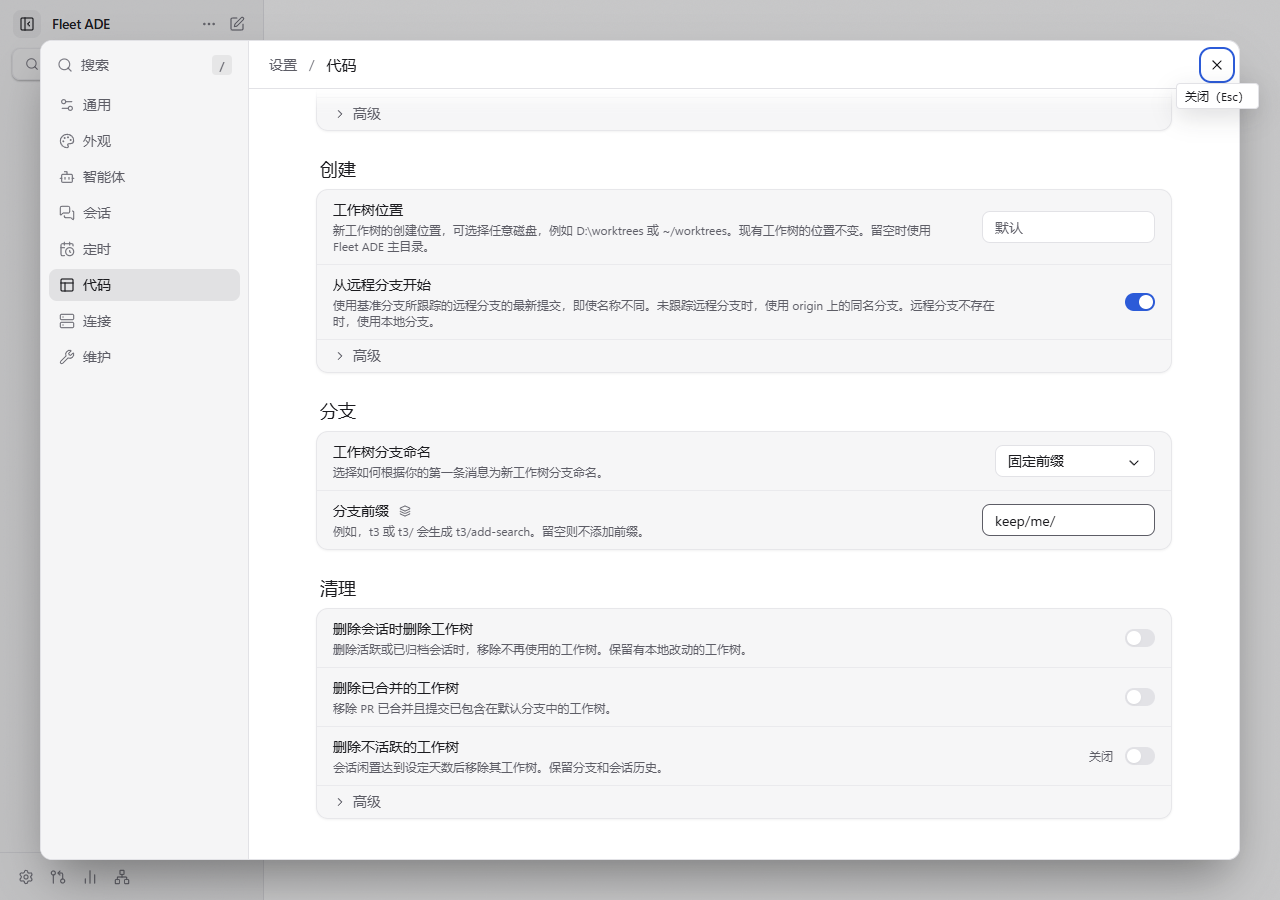 Fleet ADE
搜索
/
通用
外观
智能体
会话
定时
代码
连接
维护
设置 / 代码
关闭（Esc）
高级
创建
工作树位置
新工作树的创建位置，可选择任意磁盘，例如 D:\worktrees 或 ~/worktrees。现有工作树的位置不变。留空时使用
Fleet ADE 主目录。
默认
从远程分支开始
使用基准分支所跟踪的远程分支的最新提交，即使名称不同。未跟踪远程分支时，使用 origin 上的同名分支。远程分支不存在
时，使用本地分支。
高级
分支
工作树分支命名
选择如何根据你的第一条消息为新工作树分支命名。
固定前缀
分支前缀
例如，t3 或 t3/ 会生成 t3/add-search。留空则不添加前缀。
keep/me/
清理
删除会话时删除工作树
删除活跃或已归档会话时，移除不再使用的工作树。保留有本地改动的工作树。
删除已合并的工作树
移除 PR 已合并且提交已包含在默认分支中的工作树。
删除不活跃的工作树
会话闲置达到设定天数后移除其工作树。保留分支和会话历史。
关闭
高级